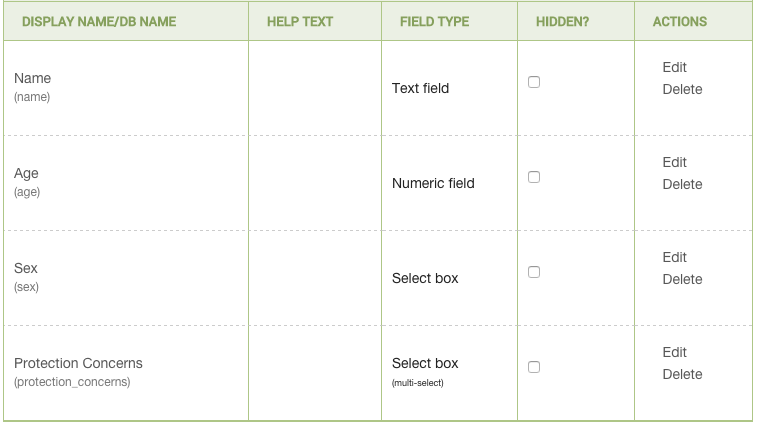 DISPLAY NAME/DB NAME HELP TEXT FIELD TYPE HIDDEN? ACTIONS
Name
(name)
Text field
Edit
Delete
Age
(age)
Numeric field
Edit
Delete
Sex
(sex)
Select box
Edit
Delete
Protection Concerns
(protection_concerns)
Select box
(multi-select)
Edit
Delete